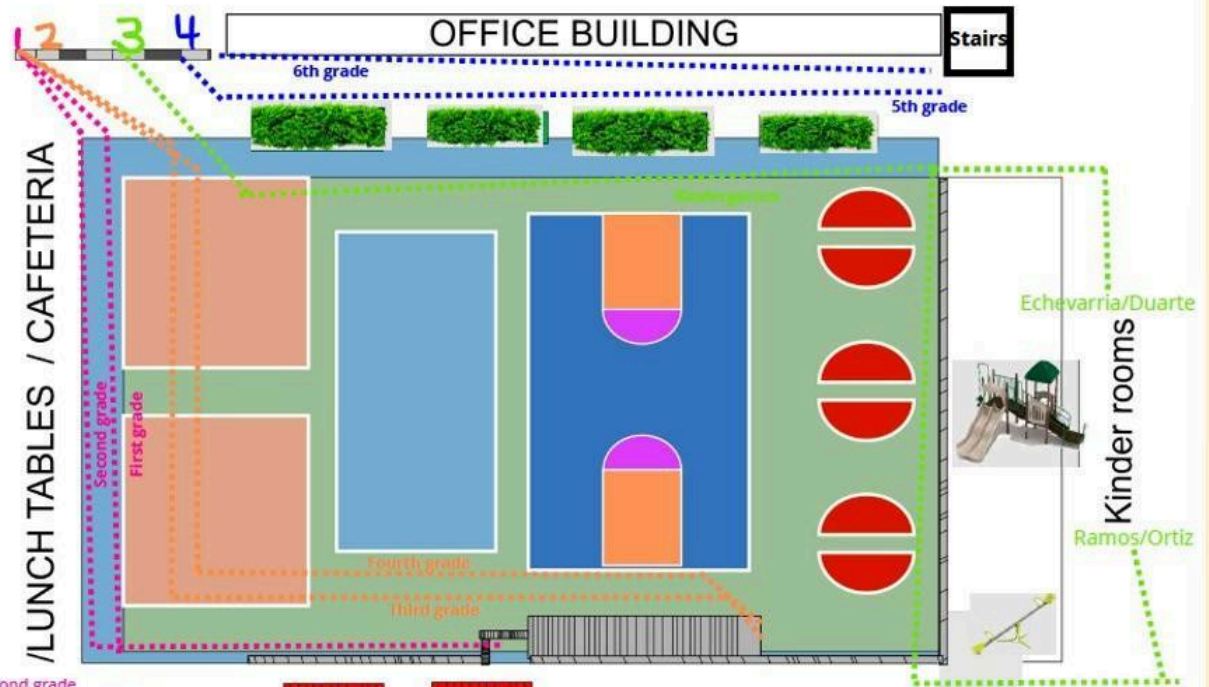 1 2 3 4
OFFICE BUILDING
Stairs
6th grade
5th grade
Kindergarten
/LUNCH TABLES / CAFETERIA
Second grade
First grade
Echevarria/Duarte
Kinder rooms
Ramos/Ortiz
Fourth grade
Third grade
ond grade